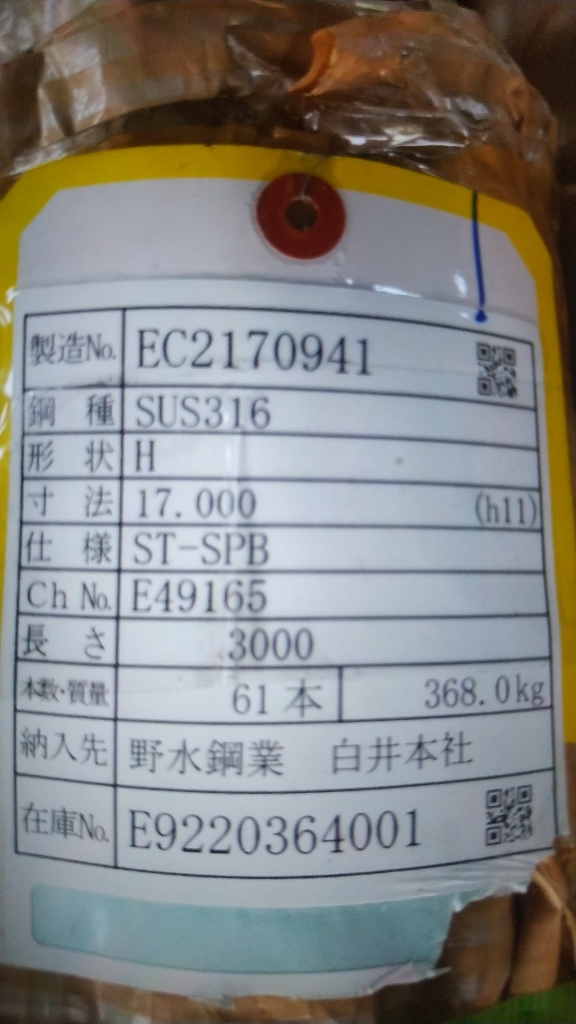 製造No. EC2170941
鋼種 SUS316
形状 H
寸法 17.000 (h11)
仕様 ST-SPB
Ch No. E49165
長さ 3000
本数・質量 61本 368.0kg
納入先 野水鋼業 白井本社
在庫No. E9220364001